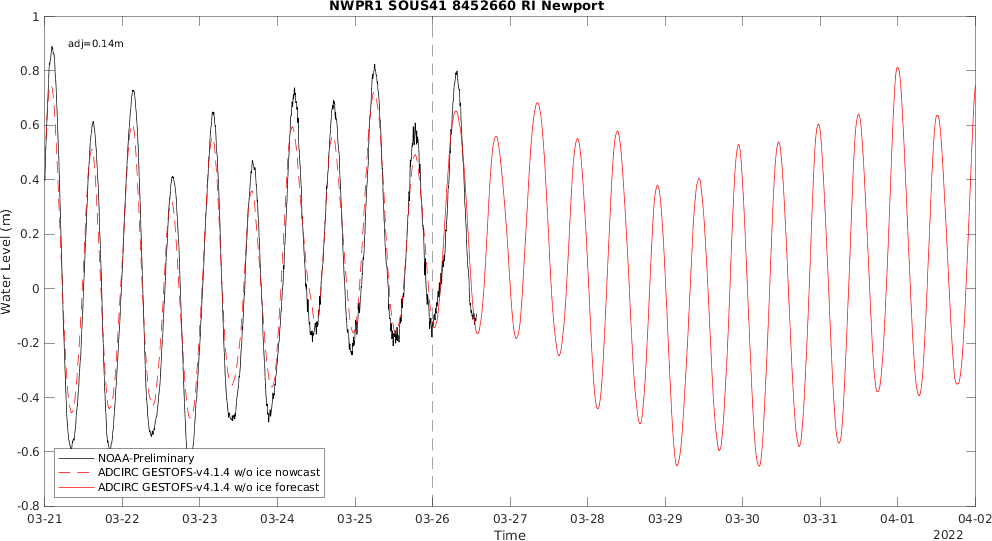 NWPR1 SOUS41 8452660 RI Newport
adj=0.14m
1
0.8
0.6
0.4
0.2
0
-0.2
-0.4
-0.6
-0.8
Water Level (m)
NOAA-Preliminary
ADCIRC GESTOFS-v4.1.4 w/o ice nowcast
ADCIRC GESTOFS-v4.1.4 w/o ice forecast
03-21 03-22 03-23 03-24 03-25 03-26 03-27 03-28 03-29 03-30 03-31 04-01 04-02
Time
2022